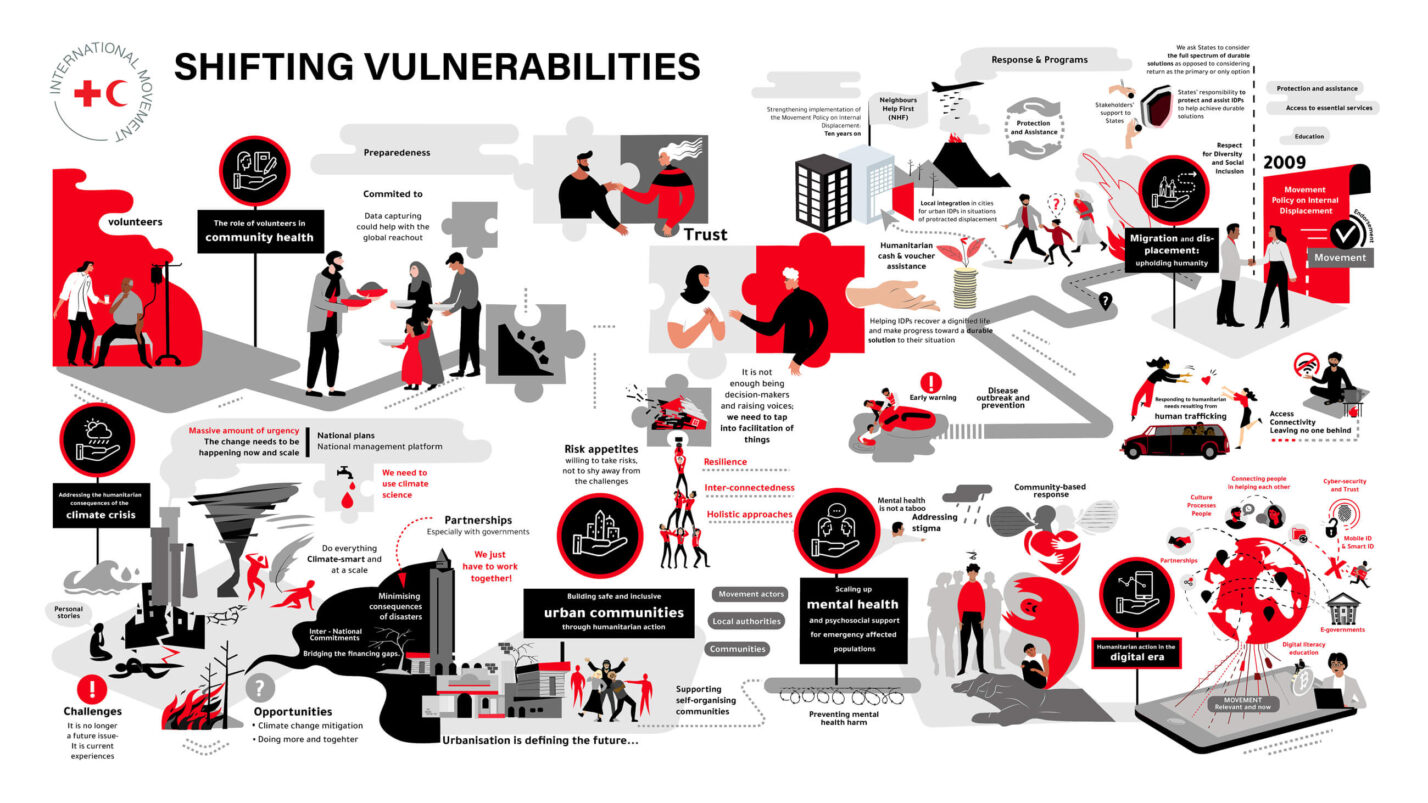 INTERNATIONAL MOVEMENT
SHIFTING VULNERABILITIES
volunteers
The role of volunteers in
community health
Preparedness
Commited to
Data capturing
could help with the
global reachout
Trust
It is not
enough being
decision-makers
and raising voices;
we need to tap
into facilitation of
things
Strengthening implementation of
the Movement Policy on Internal
Displacement:
Ten years on
Neighbours
Help First
(NHF)
Response & Programs
Protection
and Assistance
Stakeholders'
support to
States
We ask States to consider
the full spectrum of durable
solutions as opposed to considering
return as the primary or only option
States' responsibility to
protect and assist IDPs
to help achieve durable
solutions
Respect
for Diversity
and Social
Inclusion
Protection and assistance
Access to essential services
Education
2009
Movement
Policy on Internal
Displacement
Endorsement
Movement
Local integration in cities
for urban IDPs in situations
of protracted displacement
Humanitarian
cash & voucher
assistance
Helping IDPs recover a dignified life
and make progress toward a durable
solution to their situation
?
Migration and dis-
placement:
upholding humanity
?
!
Early warning
Disease
outbreak and
prevention
Responding to humanitarian
needs resulting from
human trafficking
Access
Connectivity
Leaving no one behind
Massive amount of urgency
The change needs to be
happening now and scale
National plans
National management platform
Addressing the humanitarian
consequences of the
climate crisis
We need to
use climate
science
Do everything
Climate-smart and
at a scale
Partnerships
Especially with governments
We just
have to work
together!
Minimising
consequences
of disasters
Inter - National
Commitments
Bridging the financing gaps.
Personal
stories
!
Challenges
It is no longer
a future issue-
It is current
experiences
?
Opportunities
• Climate change mitigation
• Doing more and togehter
Risk appetites
willing to take risks,
not to shy away from
the challenges
Resilience
Inter-connectedness
Holistic approaches
Building safe and inclusive
urban communities
through humanitarian action
Movement actors
Local authorities
Communities
Supporting
self-organising
communities
Urbanisation is defining the future...
Scaling up
mental health
and psychosocial support
for emergency affected
populations
Mental health
is not a taboo
Addressing
stigma
Community-based
response
Preventing mental
health harm
Humanitarian action in the
digital era
Connecting people
in helping each other
Culture
Processes
People
Partnerships
Cyber-security
and Trust
Mobile ID
& Smart ID
E-governments
Digital literacy
education
MOVEMENT
Relevant and now